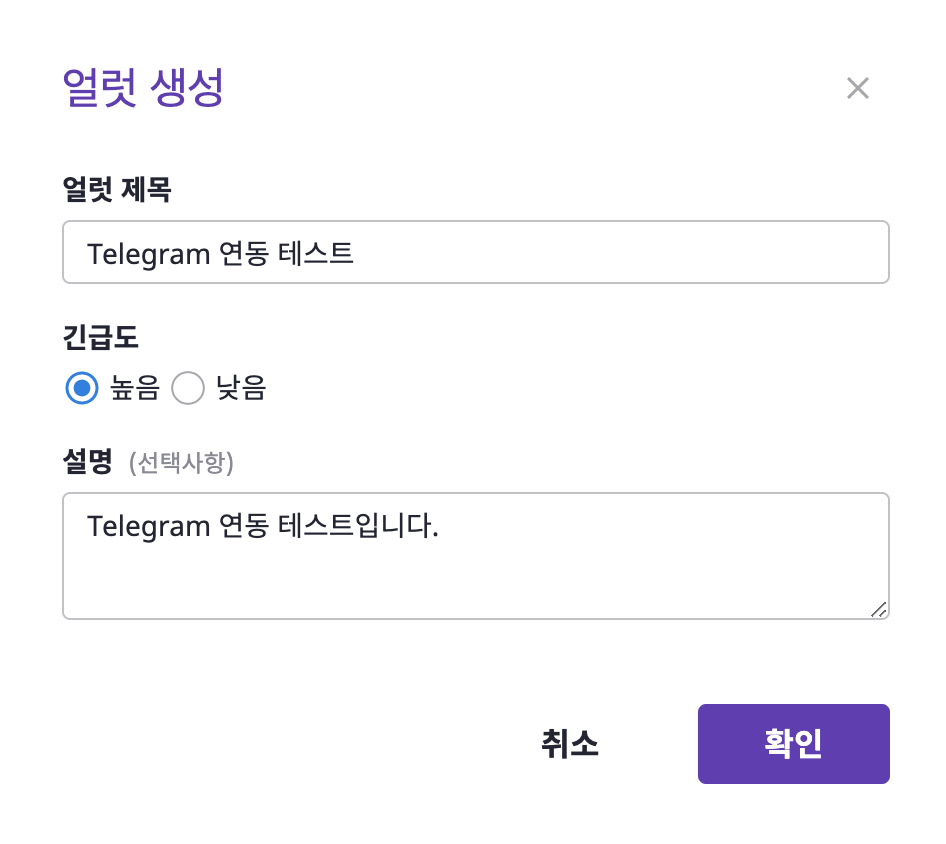 얼럿 생성
얼럿 제목
Telegram 연동 테스트
긴급도
높음 낮음
설명 (선택사항)
Telegram 연동 테스트입니다.
취소 확인